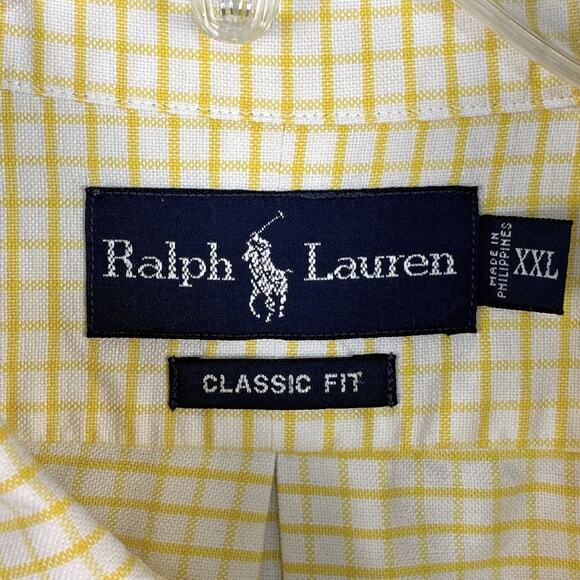 Ralph Lauren
MADE IN
PHILIPPINES
XXL
CLASSIC FIT